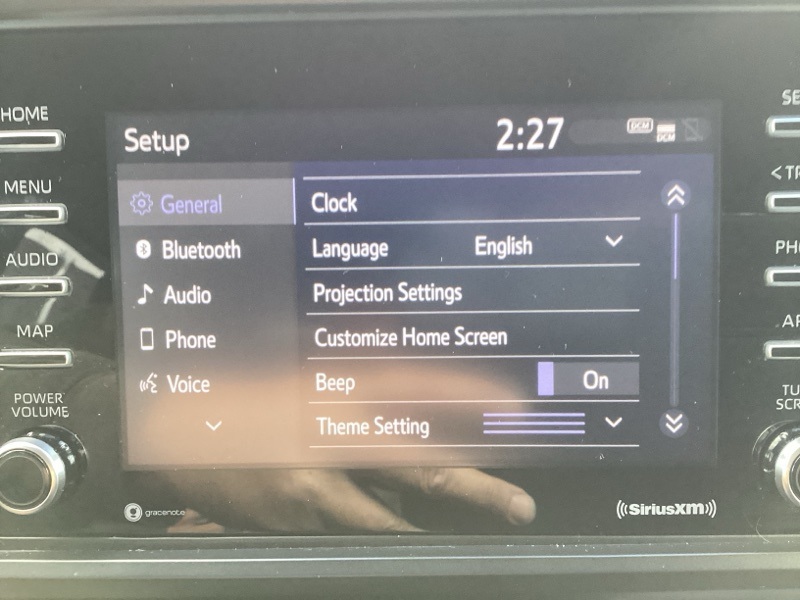 HOME
MENU
AUDIO
MAP
POWER
VOLUME
Setup
2:27
DCM
DCM
General
Bluetooth
Audio
Phone
Voice
Clock
Language English
Projection Settings
Customize Home Screen
Beep On
Theme Setting
gracenote
SiriusXM